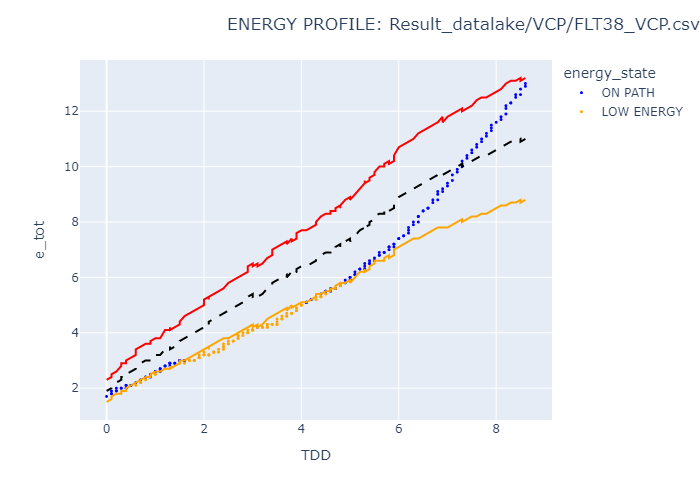 ENERGY PROFILE: Result_datalake/VCP/FLT38_VCP.csv
energy_state
ON PATH
LOW ENERGY
e_tot
12
10
8
6
4
2
0
2
4
6
8
TDD